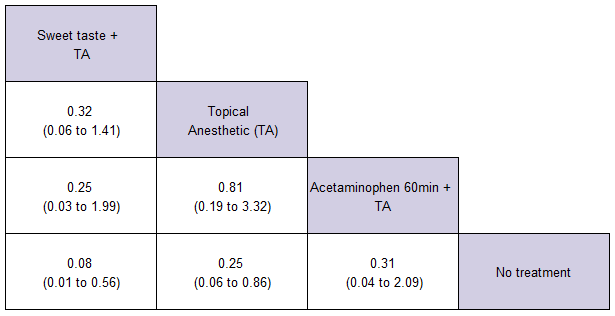 Sweet taste +
TA
0.32
(0.06 to 1.41)
Topical
Anesthetic (TA)
0.25
(0.03 to 1.99)
0.81
(0.19 to 3.32)
Acetaminophen 60min +
TA
0.08
(0.01 to 0.56)
0.25
(0.06 to 0.86)
0.31
(0.04 to 2.09)
No treatment